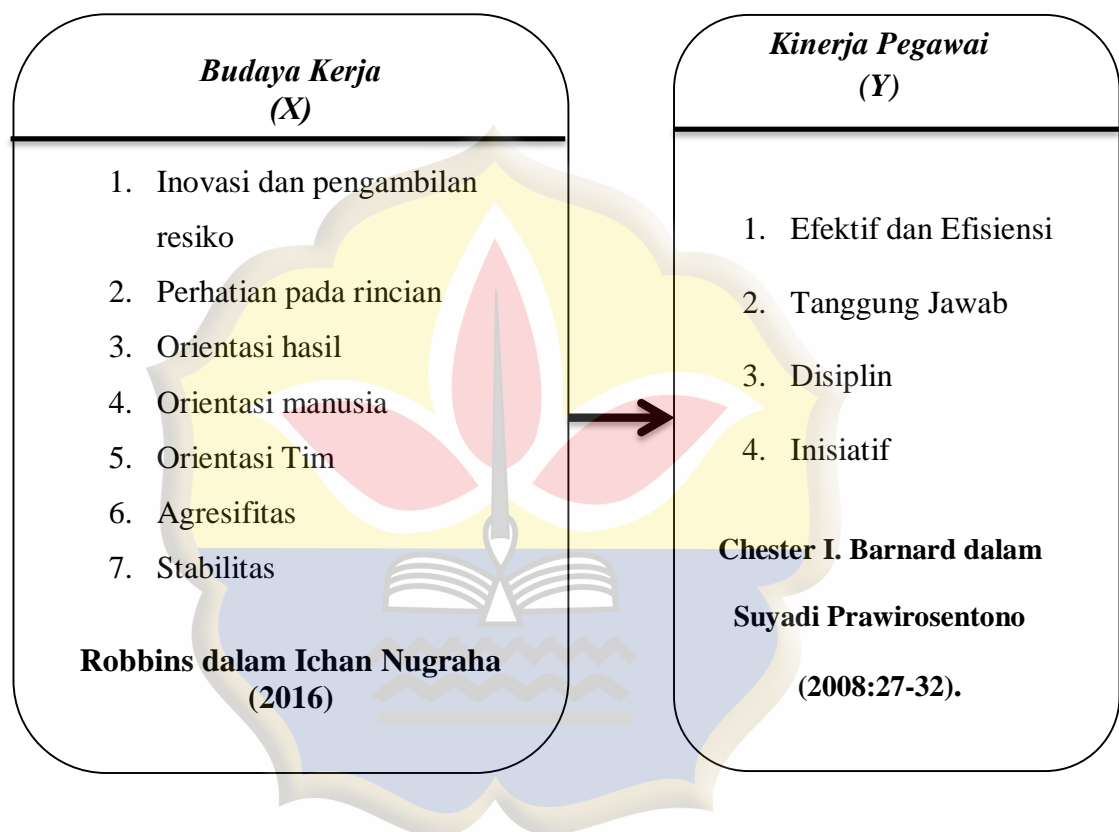 Budaya Kerja
(X)
1. Inovasi dan pengambilan
resiko
2. Perhatian pada rincian
3. Orientasi hasil
4. Orientasi manusia
5. Orientasi Tim
6. Agresifitas
7. Stabilitas
Robbins dalam Ichan Nugraha
(2016)
Kinerja Pegawai
(Y)
1. Efektif dan Efisiensi
2. Tanggung Jawab
3. Disiplin
4. Inisiatif
Chester I. Barnard dalam
Suyadi Prawirosentono
(2008:27-32).